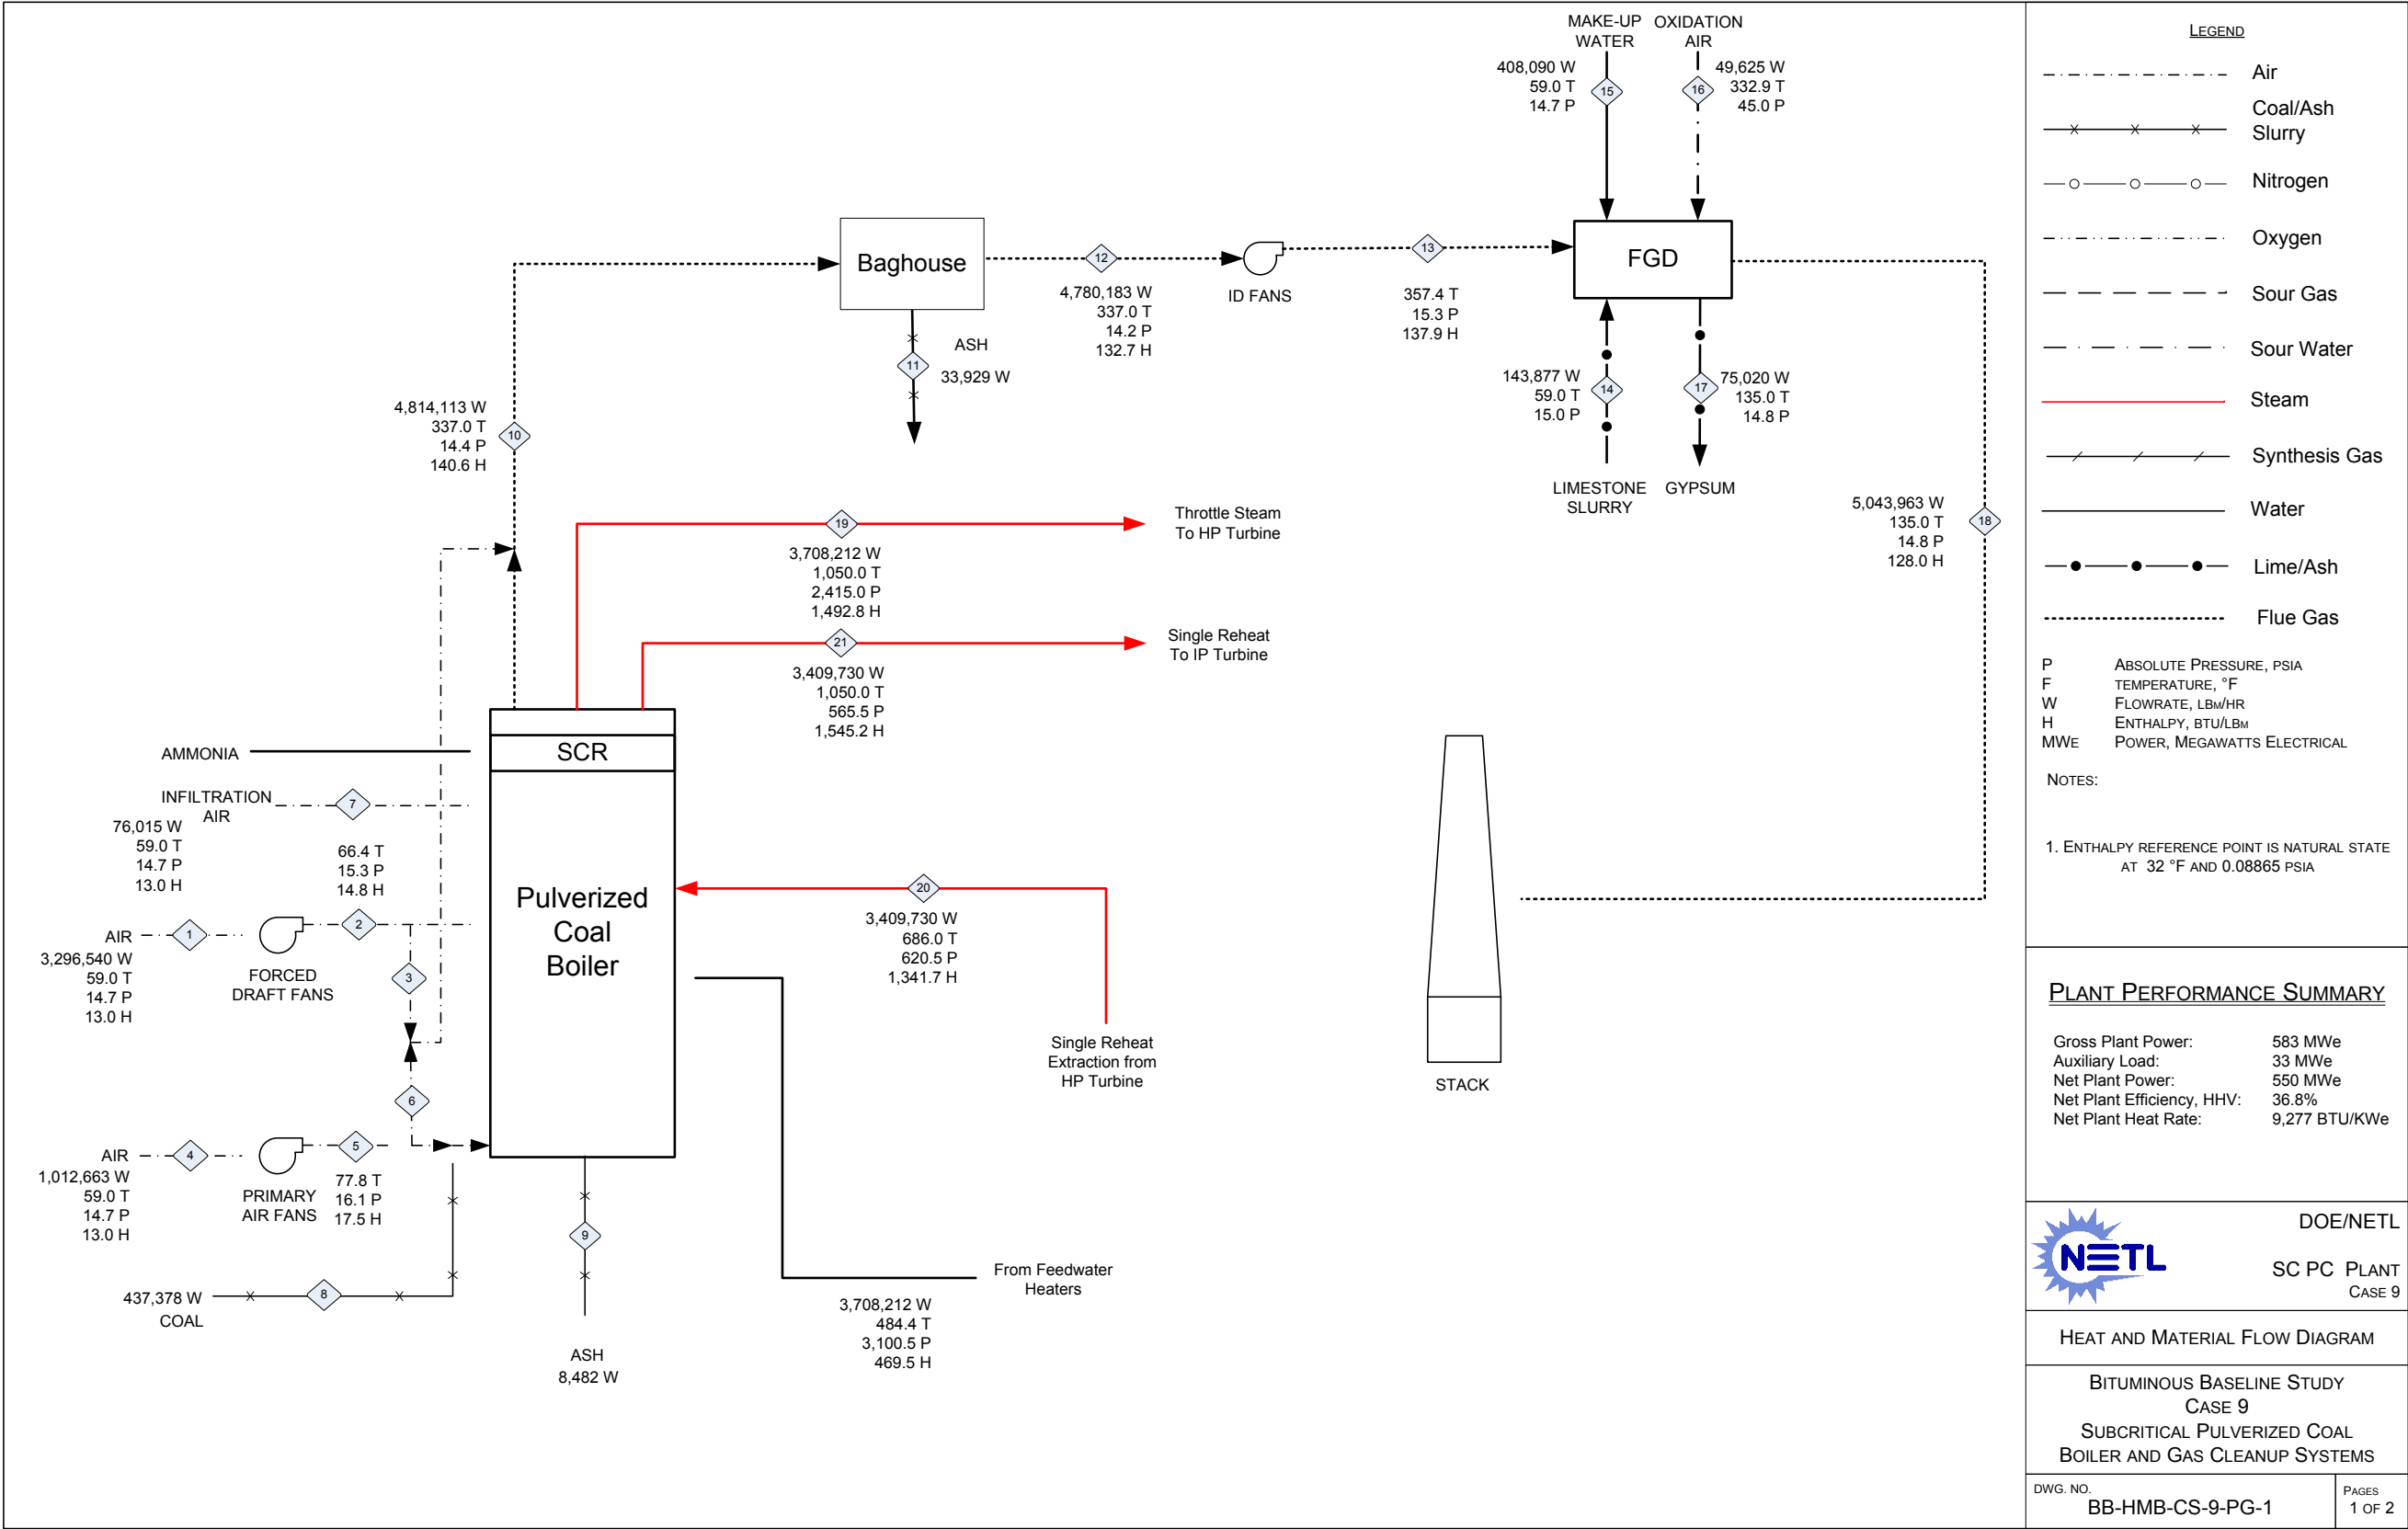 MAKE-UP
WATER
OXIDATION
AIR
408,090 W
59.0 T
14.7 P
15
16
49,625 W
332.9 T
45.0 P
Baghouse
12
4,780,183 W
337.0 T
14.2 P
132.7 H
ID FANS
13
357.4 T
15.3 P
137.9 H
FGD
11
ASH
33,929 W
143,877 W
59.0 T
15.0 P
14
17
75,020 W
135.0 T
14.8 P
LIMESTONE
SLURRY
GYPSUM
4,814,113 W
337.0 T
14.4 P
140.6 H
10
5,043,963 W
135.0 T
14.8 P
128.0 H
18
19
3,708,212 W
1,050.0 T
2,415.0 P
1,492.8 H
Throttle Steam
To HP Turbine
21
3,409,730 W
1,050.0 T
565.5 P
1,545.2 H
Single Reheat
To IP Turbine
AMMONIA
SCR
INFILTRATION
AIR
7
76,015 W
59.0 T
14.7 P
13.0 H
66.4 T
15.3 P
14.8 H
Pulverized
Coal
Boiler
AIR
1
2
3,296,540 W
59.0 T
14.7 P
13.0 H
FORCED
DRAFT FANS
3
20
3,409,730 W
686.0 T
620.5 P
1,341.7 H
Single Reheat
Extraction from
HP Turbine
STACK
6
AIR
4
5
1,012,663 W
59.0 T
14.7 P
13.0 H
PRIMARY
AIR FANS
77.8 T
16.1 P
17.5 H
9
8
437,378 W
COAL
ASH
8,482 W
From Feedwater
Heaters
3,708,212 W
484.4 T
3,100.5 P
469.5 H
LEGEND
Air
Coal/Ash
Slurry
Nitrogen
Oxygen
Sour Gas
Sour Water
Steam
Synthesis Gas
Water
Lime/Ash
Flue Gas
P ABSOLUTE PRESSURE, PSIA
F TEMPERATURE, °F
W FLOWRATE, LBM/HR
H ENTHALPY, BTU/LBM
MWE POWER, MEGAWATTS ELECTRICAL
NOTES:
1. ENTHALPY REFERENCE POINT IS NATURAL STATE
AT 32 °F AND 0.08865 PSIA
PLANT PERFORMANCE SUMMARY
Gross Plant Power: 583 MWe
Auxiliary Load: 33 MWe
Net Plant Power: 550 MWe
Net Plant Efficiency, HHV: 36.8%
Net Plant Heat Rate: 9,277 BTU/KWe
NETL
DOE/NETL
SC PC PLANT
CASE 9
HEAT AND MATERIAL FLOW DIAGRAM
BITUMINOUS BASELINE STUDY
CASE 9
SUBCRITICAL PULVERIZED COAL
BOILER AND GAS CLEANUP SYSTEMS
DWG. NO.
BB-HMB-CS-9-PG-1
PAGES
1 OF 2